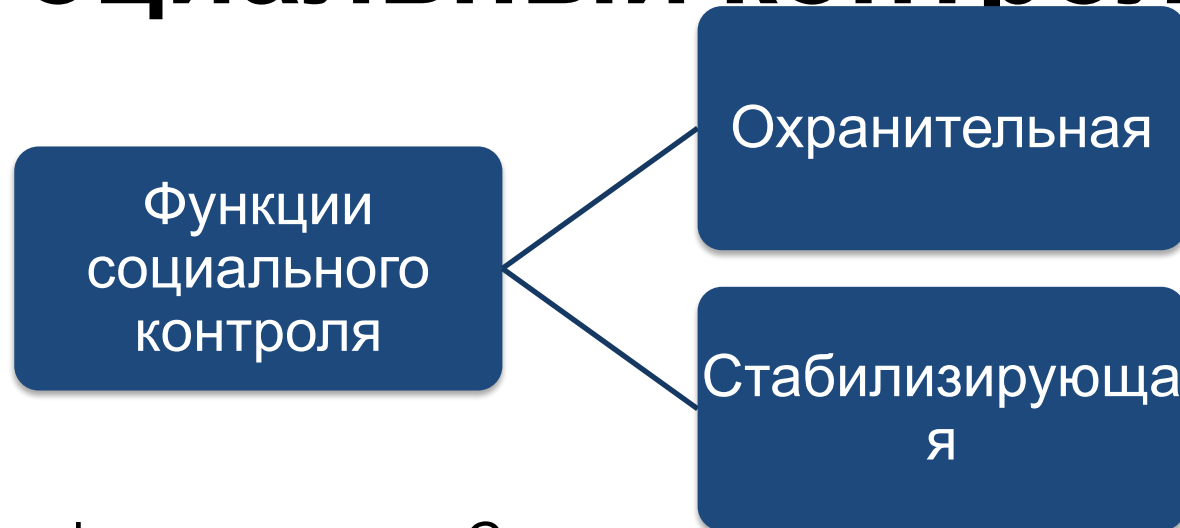 Охранительная
Функции
социального
контроля
Стабилизирующа
я